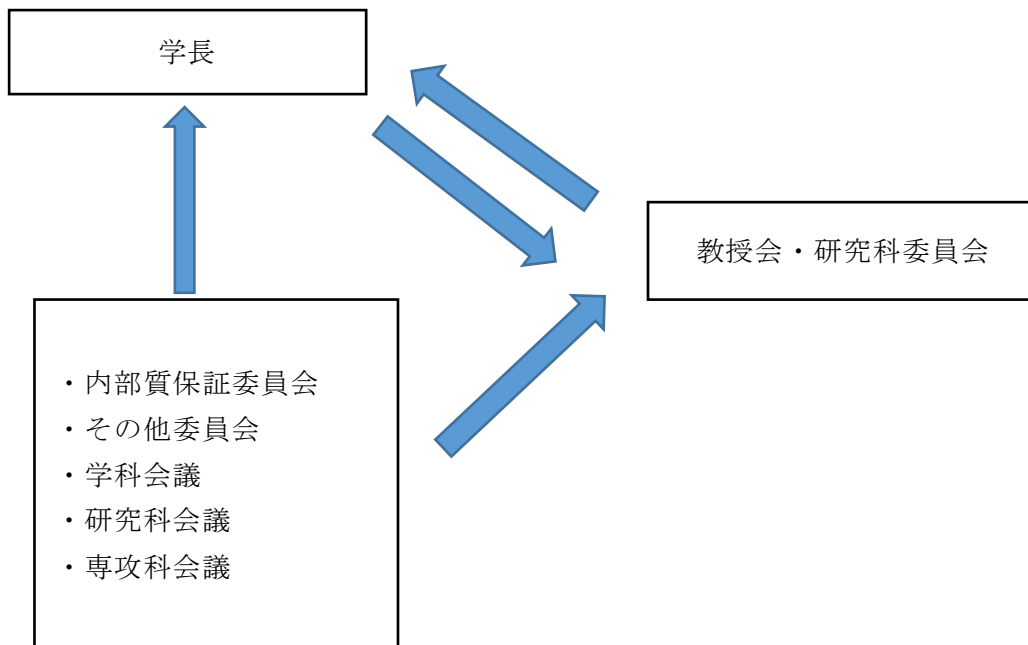 学長
教授会・研究科委員会
・内部質保証委員会
・その他委員会
・学科会議
・研究科会議
・専攻科会議